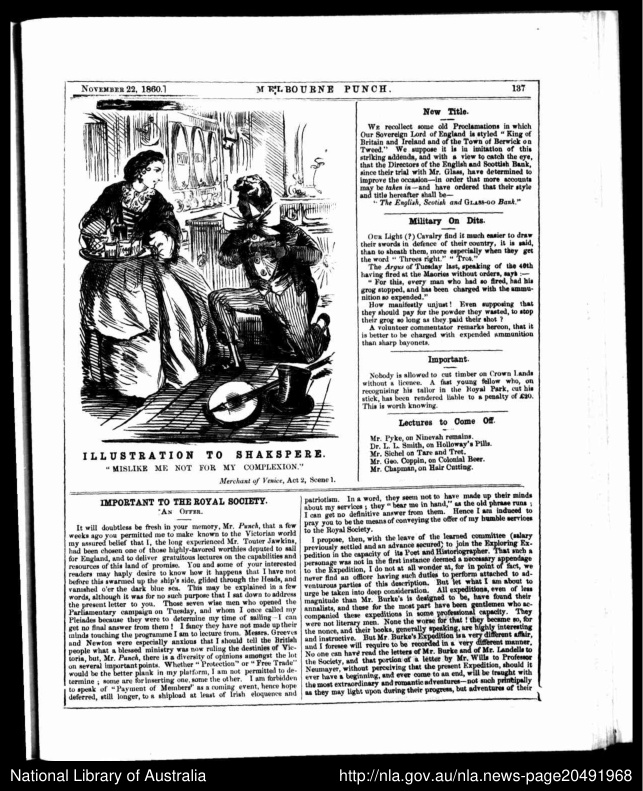 NOVEMBER 22, 1860.]
MELBOURNE PUNCH.
137
ILLUSTRATION TO SHAKSPERE.
"MISLIKE ME NOT FOR MY COMPLEXION."
Merchant of Venice, Act 2, Scene 1.
New Title.
WE recollect some old Proclamations in which
Our Sovereign Lord of England is styled "King of
Britain and Ireland and of the Town of Berwick on
Tweed." We suppose it is in imitation of this
striking addenda, and with a view to catch the eye,
that the Directors of the English and Scottish Bank,
since their trial with Mr. Glass, have determined to
improve the occasion—in order that more accounts
may be taken in—and have ordered that their style
and title hereafter shall be—
"The English, Scotish and GLASS-GO Bank."
Military On Dits.
OUR Light (?) Cavalry find it much easier to draw
their swords in defence of their country, it is said,
than to sheath them, more especially when they get
the word "Threes right." "Trot."
The Argus of Tuesday last, speaking of the 40th
having fired at the Maories without orders, says :—
"For this, every man who had so fired, had his
grog stopped, and has been charged with the ammu-
nition so expended."
How manifestly unjust! Even supposing that
they should pay for the powder they wasted, to stop
their grog so long as they paid their shot ?
A volunteer commentator remarks hereon, that it
is better to be charged with expended ammunition
than sharp bayonets.
Important.
Nobody is allowed to cut timber on Crown Lands
without a licence. A fast young fellow who, on
recognising his tailor in the Royal Park, cut his
stick, has been rendered liable to a penalty of £20.
This is worth knowing.
Lectures to Come Off.
Mr. Pyke, on Ninevah remains.
Dr. L. L. Smith, on Holloway's Pills.
Mr. Sichel on Tare and Tret.
Mr. Geo. Coppin, on Colonial Beer.
Mr. Chapman, on Hair Cutting.
IMPORTANT TO THE ROYAL SOCIETY.
AN OFFER.
It will doubtless be fresh in your memory, Mr. Punch, that a few
weeks ago you permitted me to make known to the Victorian world
my assured belief that I, the long experienced Mr. Touter Jawkins,
had been chosen one of those highly-favored worthies deputed to sail
for England, and to deliver gratuitous lectures on the capabilities and
resources of this land of promise. You and some of your interested
readers may haply desire to know how it happens that I have not
before this swarmed up the ship's side, glided through the Heads, and
vanished o'er the dark blue sea. This may be explained in a few
words, although it was for no such purpose that I sat down to address
the present letter to you. Those seven wise men who opened the
Parliamentary campaign on Tuesday, and whom I once called my
Pleiades because they were to determine my time of sailing—I can
get no final answer from them! I fancy they have not made up their
minds touching the programme I am to lecture from. Messrs. Greeves
and Newton were especially anxious that I should tell the British
people what a blessed ministry was now ruling the destinies of Vic-
toria, but, Mr. Punch, there is a diversity of opinions amongst the lot
on several important points. Whether "Protection" or "Free Trade"
would be the better plank in my platform, I am not permitted to de-
termine ; some are for inserting one, some the other. I am forbidden
to speak of "Payment of Members" as a coming event, hence hope
deferred, still longer, to a shipload at least of Irish eloquence and
patriotism. In a word, they seem not to have made up their minds
about my services ; they "bear me in hand," as the old phrase runs ;
I can get no definitive answer from them. Hence I am induced to
pray you to be the means of conveying the offer of my humble services
to the Royal Society.
I propose, then, with the leave of the learned committee (salary
previously settled and an advance secured) to join the Exploring Ex-
pedition in the capacity of its Poet and Historiographer. That such a
personage was not in the first instance deemed a necessary appendage
to the Expedition, I do not at all wonder at, for in point of fact, we
never find an officer having such duties to perform attached to ad-
venturous parties of this description. But let what I am about to
urge be taken into deep consideration. All expeditions, even of less
magnitude than Mr. Burke's is designed to be, have found their
annalists, and these for the most part have been gentlemen who ac-
companied these expeditions in some professional capacity. They
were not literary men. None the worse for that ! they became so, for
the nonce, and their books, generally speaking, are highly interesting
and instructive. But Mr. Burke's Expedition is a very different affair,
and I foresee will require to be recorded in a very different manner.
No one can have read the letters of Mr. Burke and of Mr. Landells to
the Society, and that portion of a letter by Mr. Wills to Professor
Neumayer, without perceiving that the present Expedition, should it
ever have a beginning, and ever come to an end, will be fraught with
the most extraordinary and romantic adventures—not such principally
as they may light upon during their progress, but adventures of their
National Library of Australia
http://nla.gov.au/nla.news-page20491968